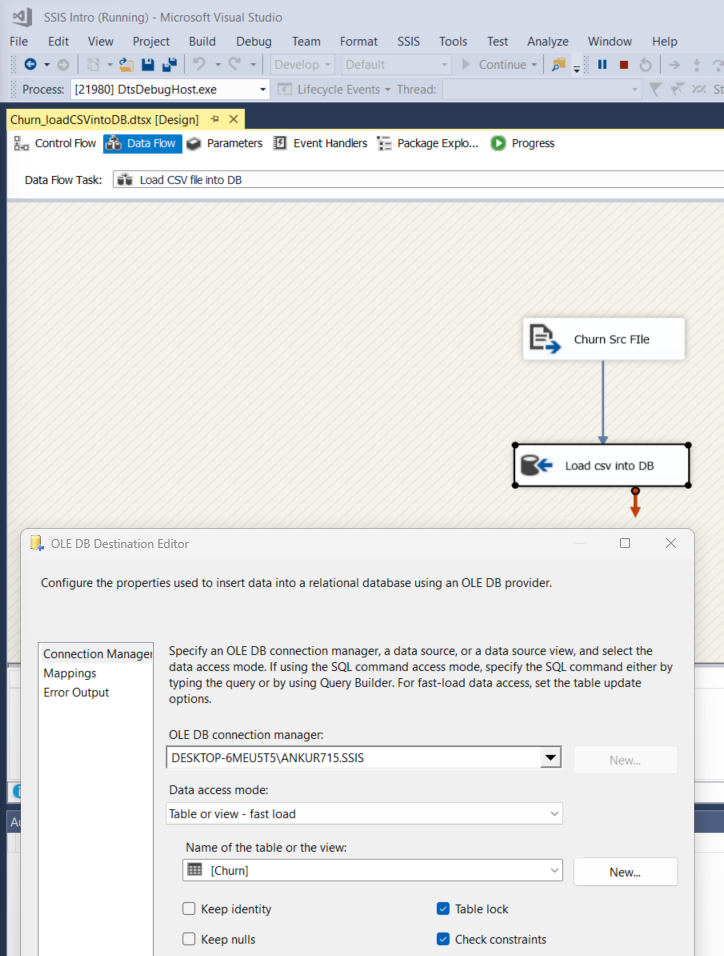 SSIS Intro (Running) - Microsoft Visual Studio
File Edit View Project Build Debug Team Format SSIS Tools Test Analyze Window Help
Develop Default Continue
Process: [21980] DtsDebugHost.exe Lifecycle Events Thread:
Churn_loadCSVintoDB.dtsx [Design]
Control Flow Data Flow Parameters Event Handlers Package Explo... Progress
Data Flow Task: Load CSV file into DB
Churn Src FIle
Load csv into DB
OLE DB Destination Editor
Configure the properties used to insert data into a relational database using an OLE DB provider.
Connection Manager
Mappings
Error Output
Specify an OLE DB connection manager, a data source, or a data source view, and select the
data access mode. If using the SQL command access mode, specify the SQL command either by
typing the query or by using Query Builder. For fast-load data access, set the table update
options.
OLE DB connection manager:
DESKTOP-6MEU5T5\ANKUR715.SSIS New...
Data access mode:
Table or view - fast load
Name of the table or the view:
[Churn] New...
Keep identity Table lock
Keep nulls Check constraints